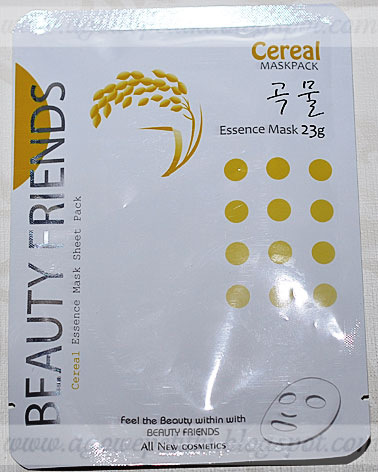 Cereal
MASKPACK
곡물
Essence Mask 23g
BEAUTY FRIENDS
Cereal Essence Mask Sheet Pack
Feel the Beauty within with
BEAUTY FRIENDS
All New cosmetics